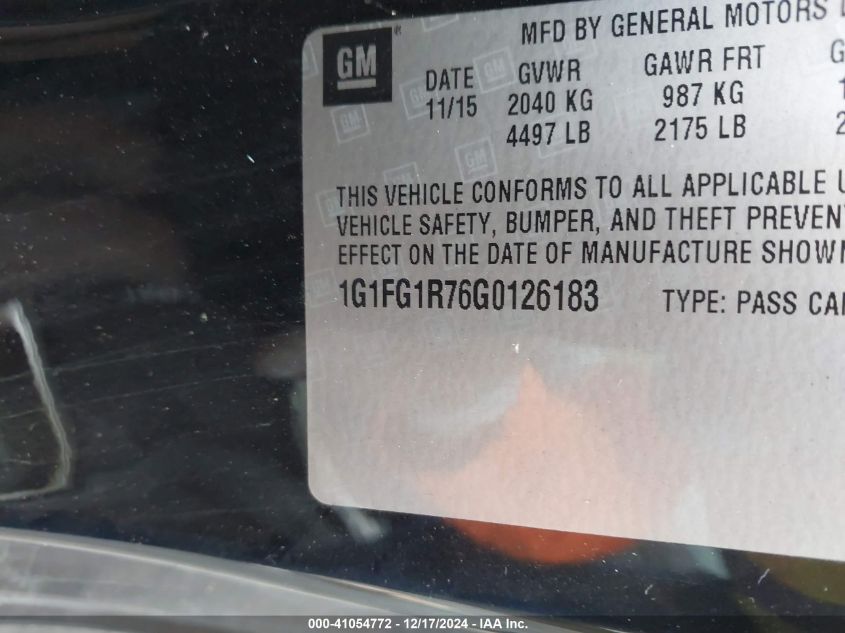 GM
MFD BY GENERAL MOTORS
DATE GVWR GAWR FRT
11/15 2040 KG 987 KG
4497 LB 2175 LB
THIS VEHICLE CONFORMS TO ALL APPLICABLE
VEHICLE SAFETY, BUMPER, AND THEFT PREVENT
EFFECT ON THE DATE OF MANUFACTURE SHOWN
1G1FG1R76G0126183 TYPE: PASS CAR
000-41054772 - 12/17/2024 - IAA Inc.